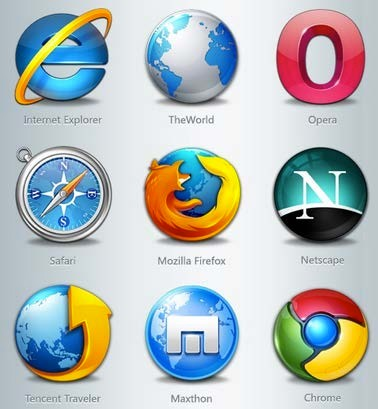 Internet Explorer
TheWorld
Opera
N W E S
Safari
Mozilla Firefox
N
Netscape
Tencent Traveler
Maxthon
Chrome